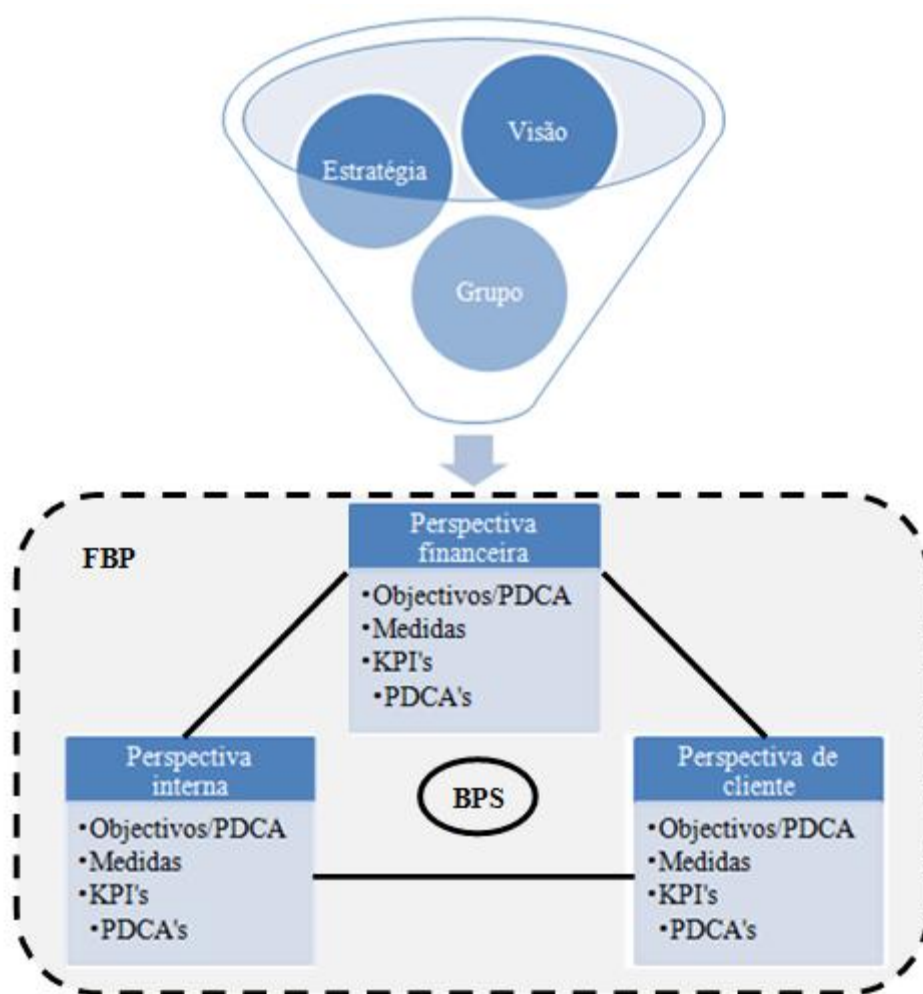 Visão
Estratégia
Grupo
FBP
Perspectiva
financeira
•Objectivos/PDCA
•Medidas
•KPI's
•PDCA's
Perspectiva
interna
•Objectivos/PDCA
•Medidas
•KPI's
•PDCA's
BPS
Perspectiva de
cliente
•Objectivos/PDCA
•Medidas
•KPI's
•PDCA's